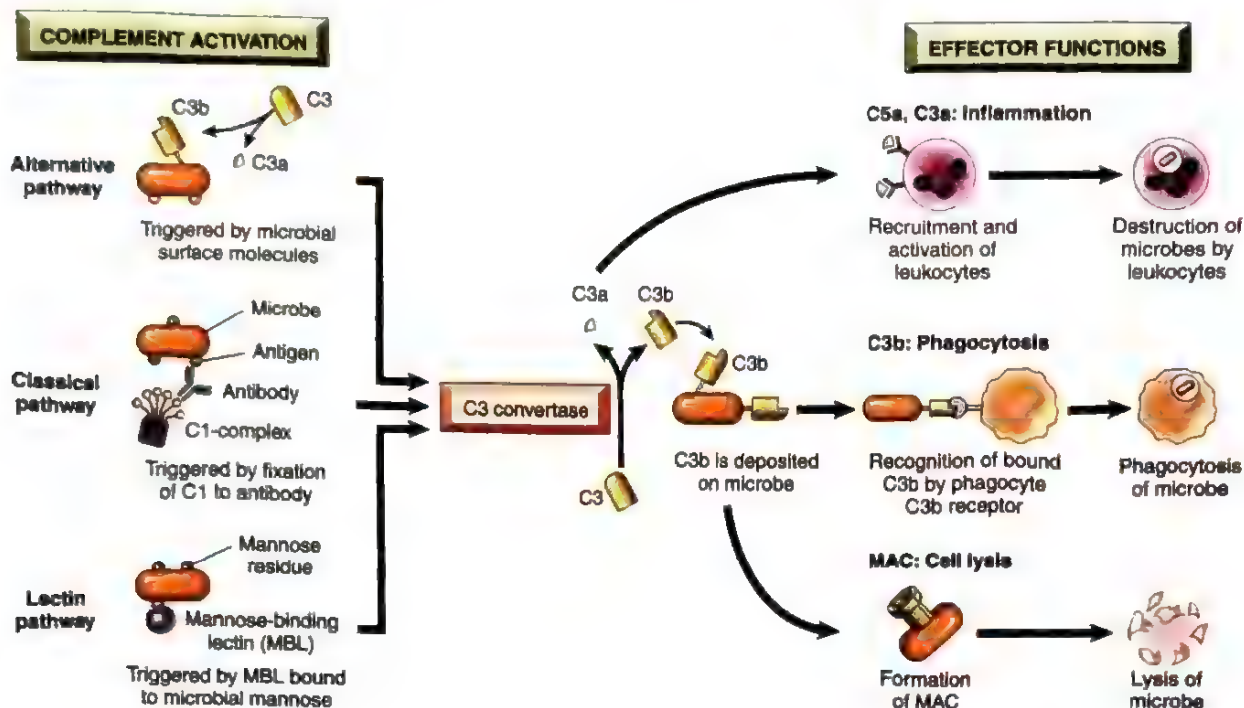 COMPLEMENT ACTIVATION
C3b
C3
C3a
Alternative
pathway
Triggered by microbial
surface molecules
Microbe
Antigen
Classical
pathway
Antibody
C1-complex
Triggered by fixation
of C1 to antibody
Mannose
residue
Lectin
pathway
Mannose-binding
lectin (MBL)
Triggered by MBL bound
to microbial mannose
C3 convertase
C3a
C3b
C3b
C3
C3b is deposited
on microbe
EFFECTOR FUNCTIONS
C5a, C3a: Inflammation
Recruitment and
activation of
leukocytes
Destruction of
microbes by
leukocytes
C3b: Phagocytosis
Recognition of bound
C3b by phagocyte
C3b receptor
Phagocytosis
of microbe
MAC: Cell lysis
Formation
of MAC
Lysis of
microbe